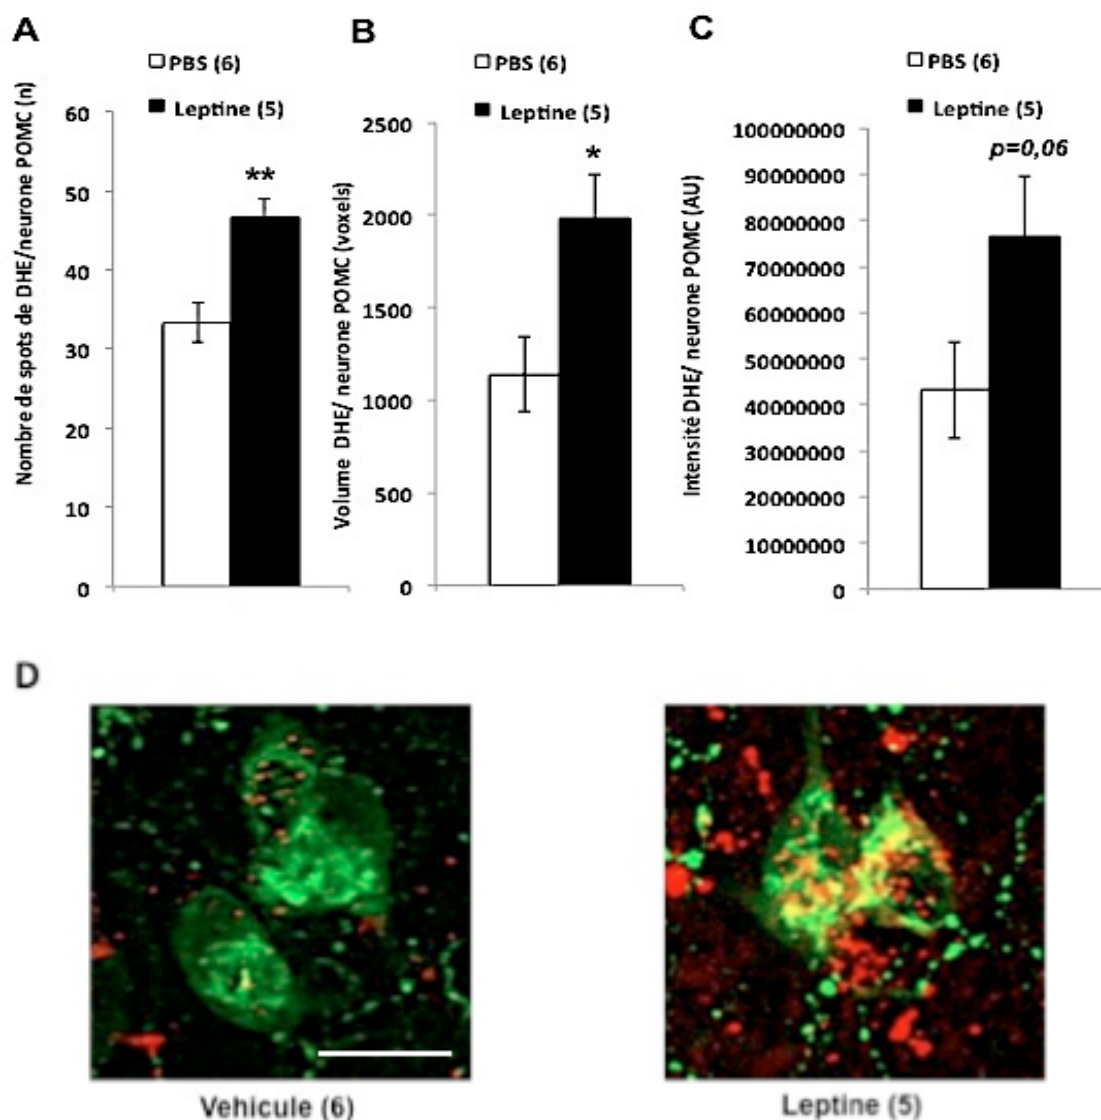 A
PBS (6)
Leptine (5)
Nombre de spots de DHE/neurone POMC (n)
60
50
40
30
20
10
0
**
B
PBS (6)
Leptine (5)
Volume DHE/ neurone POMC (voxels)
2500
2000
1500
1000
500
0
*
C
PBS (6)
Leptine (5)
Intensité DHE/ neurone POMC (AU)
100000000
90000000
80000000
70000000
60000000
50000000
40000000
30000000
20000000
10000000
0
p=0,06
D
Vehicule (6)
Leptine (5)